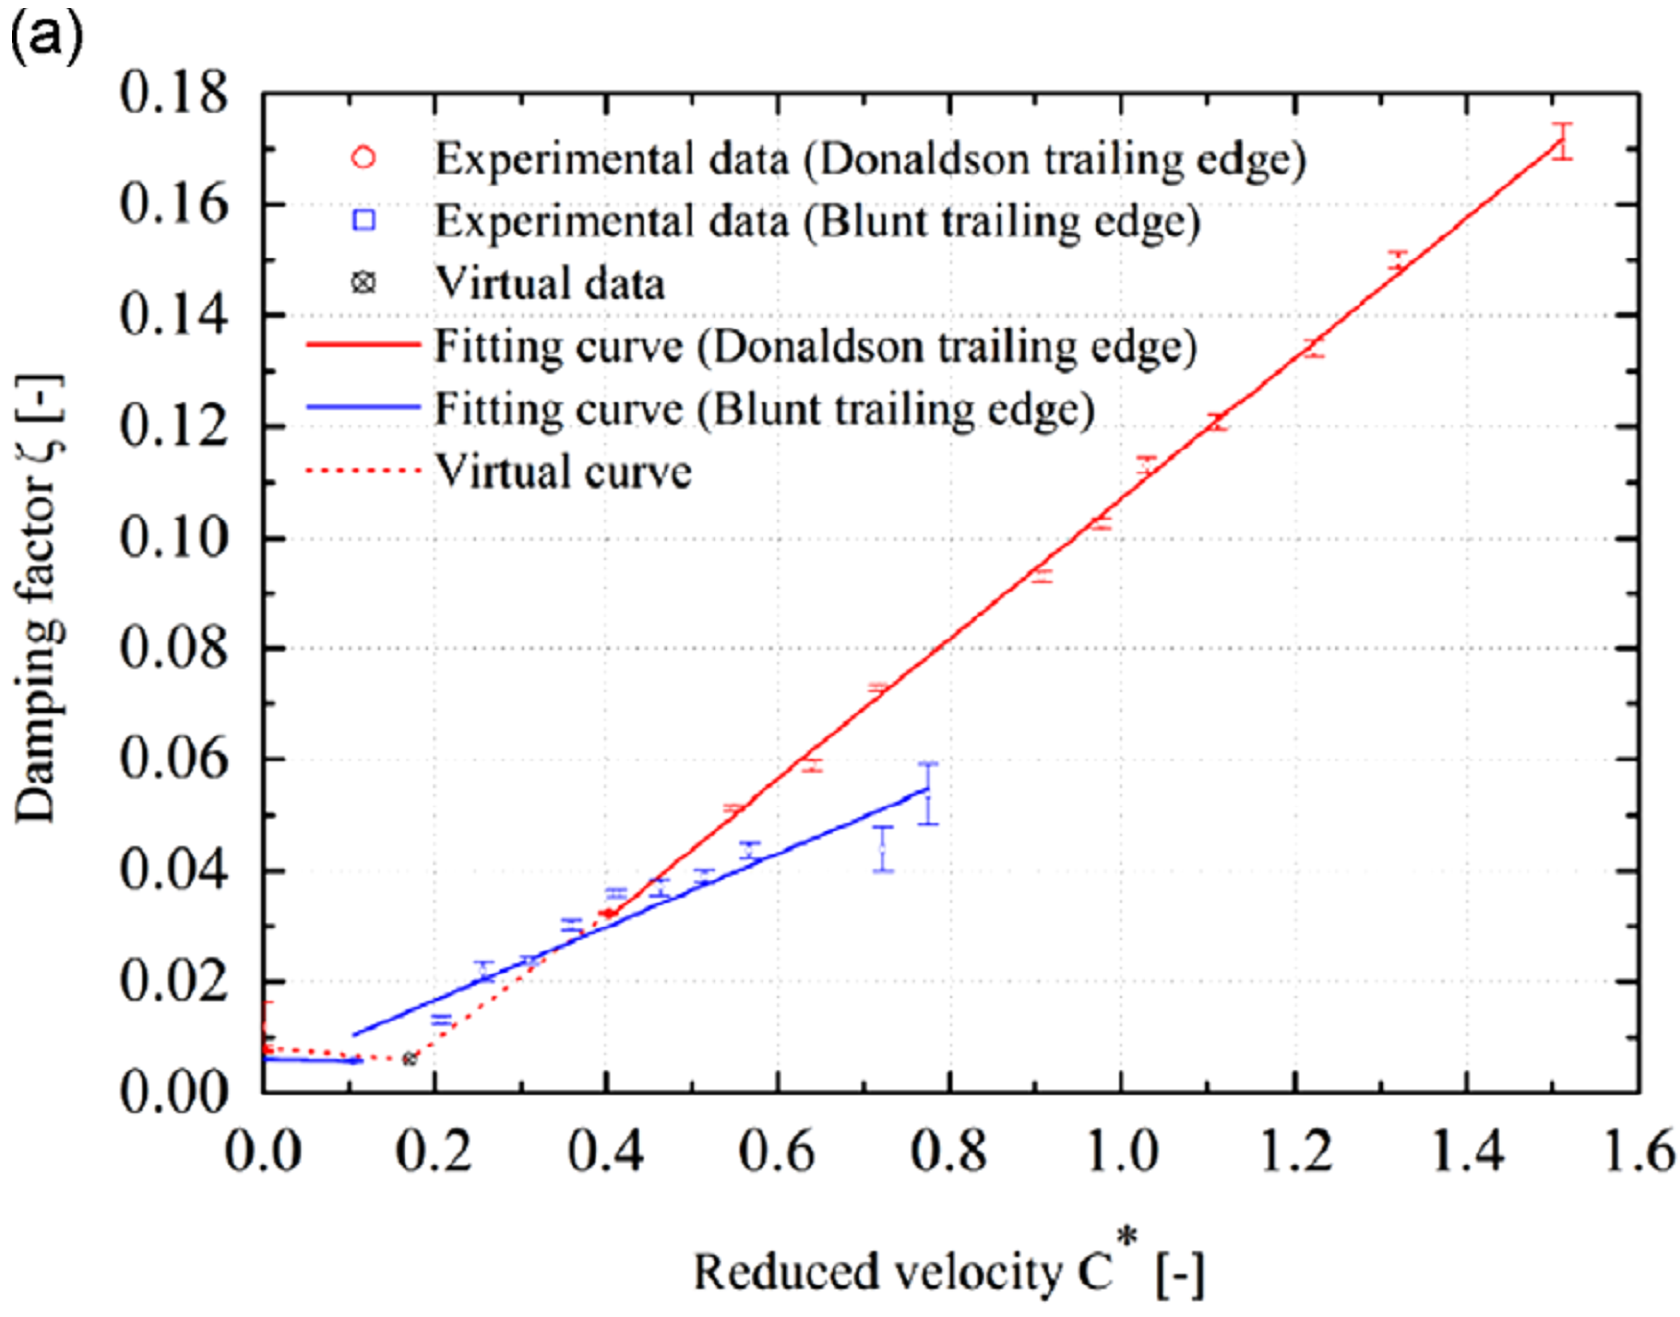 (a)
0.18
0.16
0.14
0.12
0.10
0.08
0.06
0.04
0.02
0.00
Damping factor ζ [-]
Experimental data (Donaldson trailing edge)
Experimental data (Blunt trailing edge)
Virtual data
Fitting curve (Donaldson trailing edge)
Fitting curve (Blunt trailing edge)
Virtual curve
0.0 0.2 0.4 0.6 0.8 1.0 1.2 1.4 1.6
Reduced velocity C* [-]